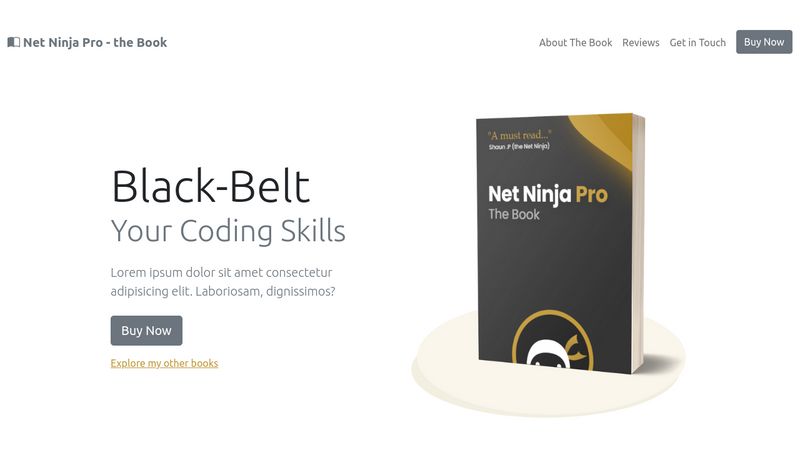 Net Ninja Pro - the Book
About The Book
Reviews
Get in Touch
Buy Now
Black-Belt
Your Coding Skills
Lorem ipsum dolor sit amet consectetur
adipisicing elit. Laboriosam, dignissimos?
Buy Now
Explore my other books
"A must read..."
Shaun .P (the Net Ninja)
Net Ninja Pro
The Book